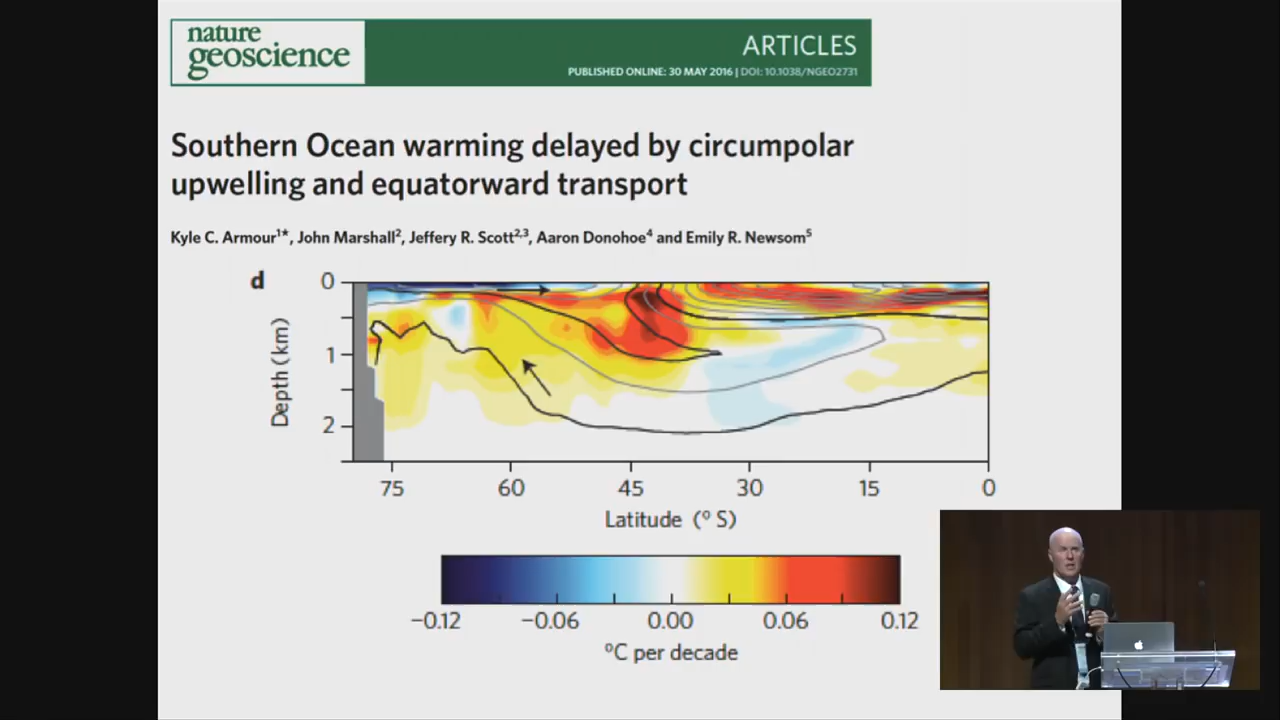 nature
geoscience
ARTICLES
PUBLISHED ONLINE: 30 MAY 2016 | DOI: 10.1038/NGEO2731
Southern Ocean warming delayed by circumpolar
upwelling and equatorward transport
Kyle C. Armour1*, John Marshall2, Jeffery R. Scott2,3, Aaron Donohoe4 and Emily R. Newsom5
d
0
1
2
Depth (km)
75 60 45 30 15 0
Latitude (° S)
−0.12 −0.06 0.00 0.06 0.12
°C per decade